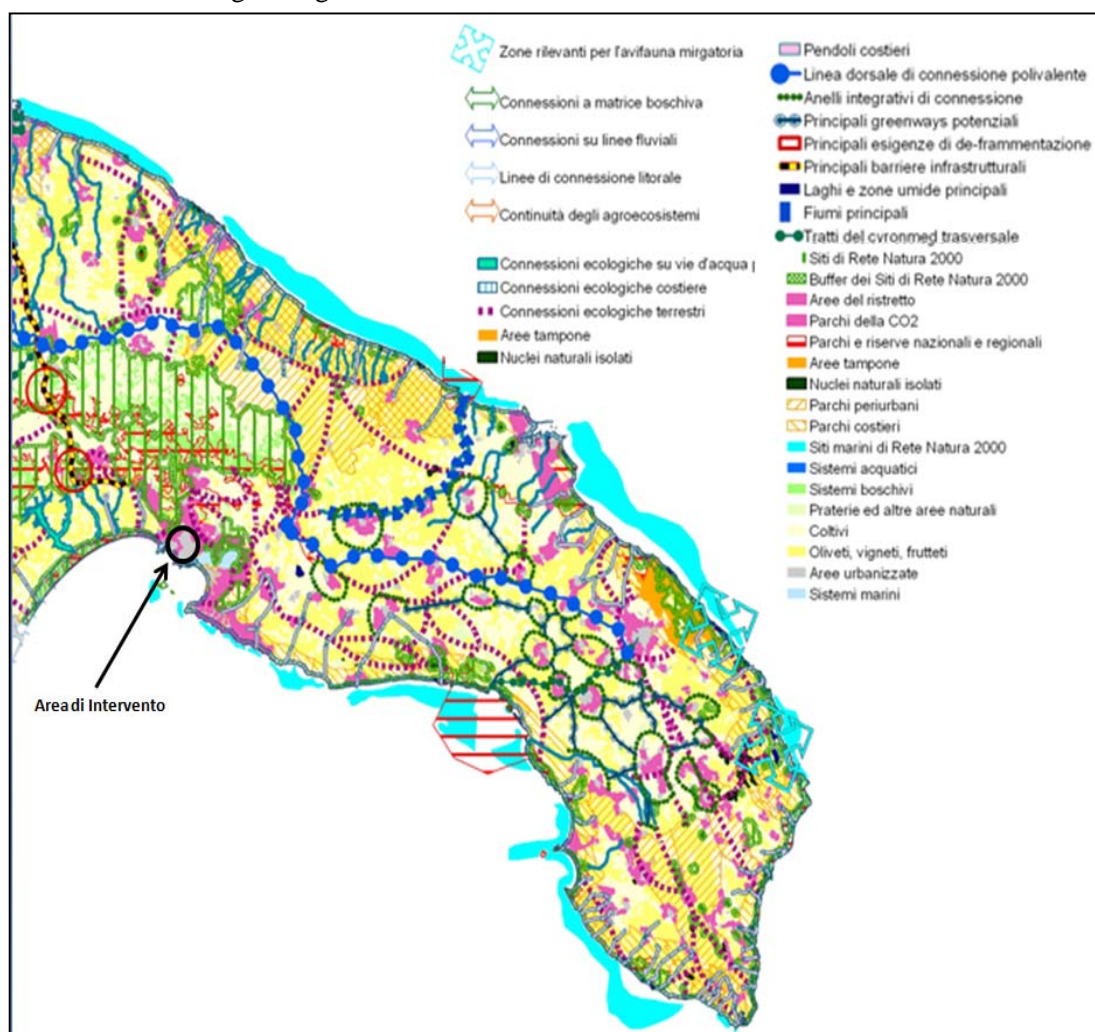 Zone rilevanti per l'avifauna mirgatoria
Connessioni a matrice boschiva
Connessioni su linee fluviali
Linee di connessione litorale
Continuità degli agroecosistemi
Connessioni ecologiche su vie d'acqua p
Connessioni ecologiche costiere
Connessioni ecologiche terrestri
Aree tampone
Nuclei naturali isolati
Pendoli costieri
Linea dorsale di connessione polivalente
Anelli integrativi di connessione
Principali greenways potenziali
Principali esigenze di de-frammentazione
Principali barriere infrastrutturali
Laghi e zone umide principali
Fiumi principali
Tratti del cyronmed trasversale
Siti di Rete Natura 2000
Buffer dei Siti di Rete Natura 2000
Aree del ristretto
Parchi della CO2
Parchi e riserve nazionali e regionali
Aree tampone
Nuclei naturali isolati
Parchi periurbani
Parchi costieri
Siti marini di Rete Natura 2000
Sistemi acquatici
Sistemi boschivi
Praterie ed altre aree naturali
Coltivi
Oliveti, vigneti, frutteti
Aree urbanizzate
Sistemi marini
Area di Intervento